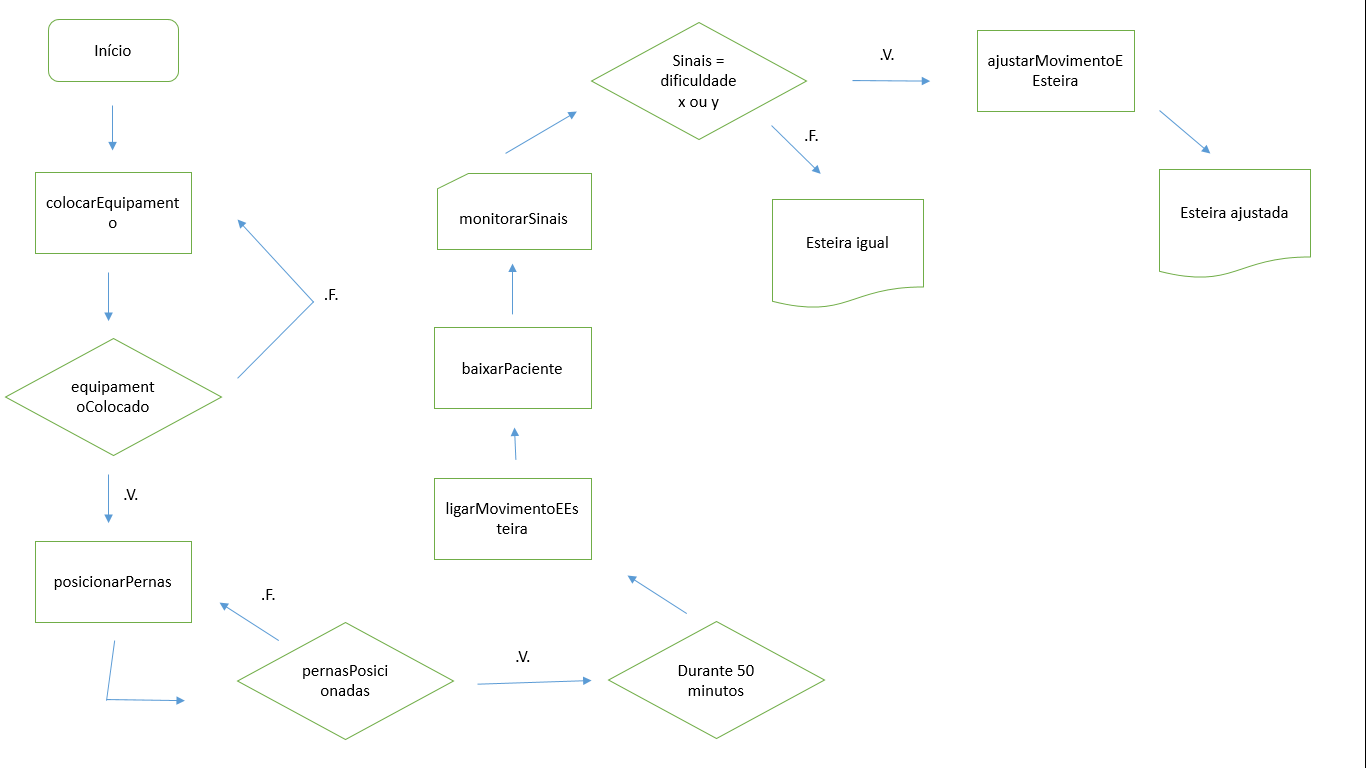 Início
colocarEquipament
o
.F.
equipament
oColocado
.V.
posicionarPernas
.F.
pernasPosici
onadas
.V.
Durante 50
minutos
ligarMovimentoEEs
teira
baixarPaciente
monitorarSinais
Sinais =
dificuldade
x ou y
.V.
.F.
ajustarMovimentoE
Esteira
Esteira igual
Esteira ajustada